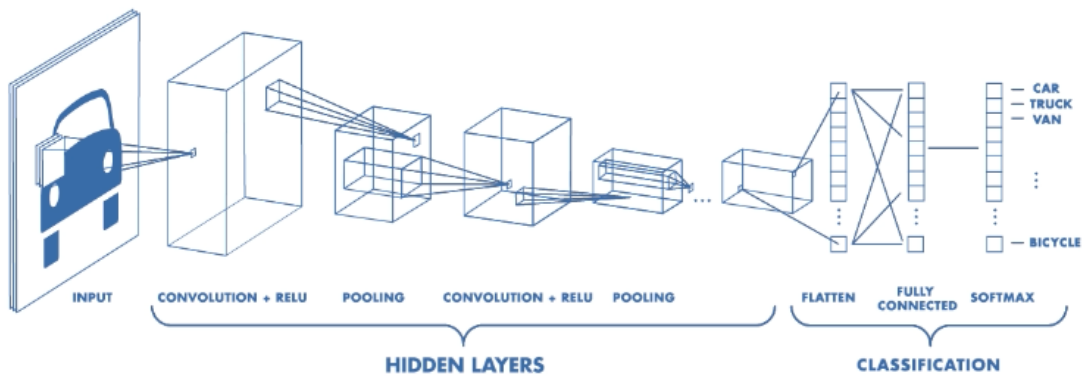 CAR
TRUCK
VAN
BICYCLE
INPUT
CONVOLUTION + RELU
POOLING
CONVOLUTION + RELU
POOLING
FLATTEN
FULLY
CONNECTED
SOFTMAX
HIDDEN LAYERS
CLASSIFICATION